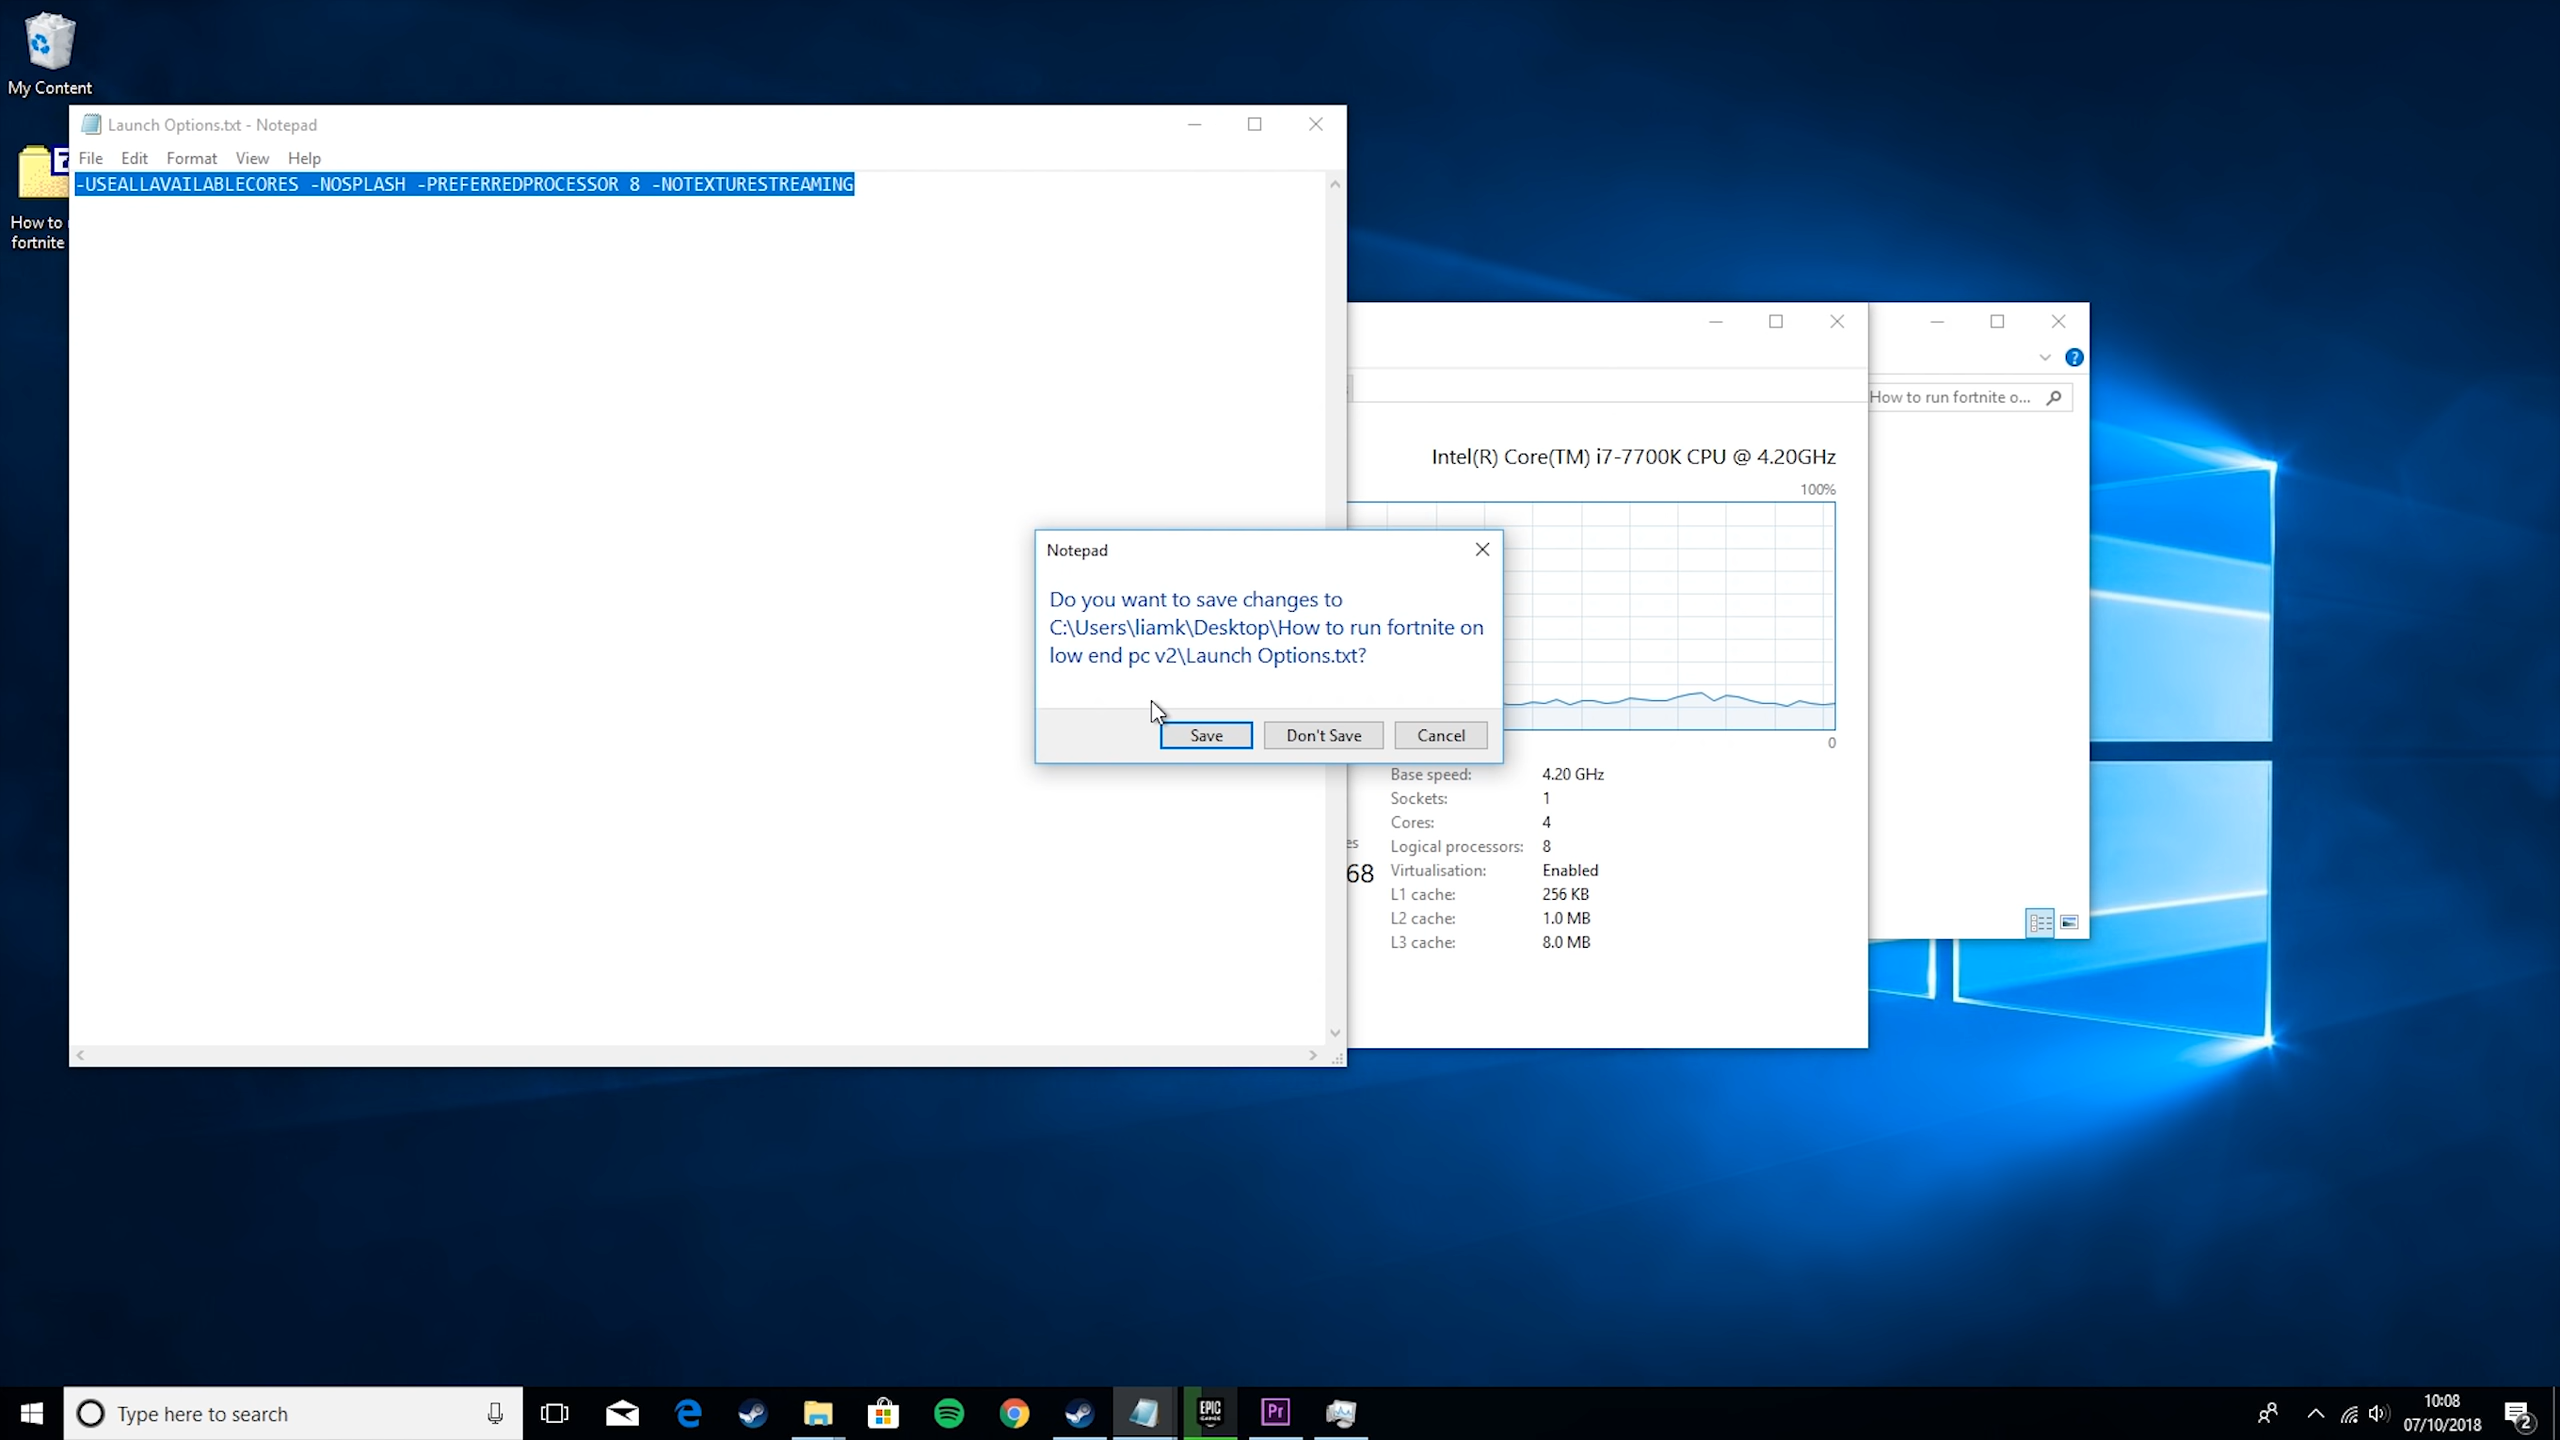 My Content
How to
fortnite
Launch Options.txt - Notepad
File Edit Format View Help
-USEALLAVAILABLECORES -NOSPLASH -PREFERREDPROCESSOR 8 -NOTEXTURESTREAMING
How to run fortnite o...
Intel(R) Core(TM) i7-7700K CPU @ 4.20GHz
100%
Notepad
Do you want to save changes to
C:\Users\liamk\Desktop\How to run fortnite on
low end pc v2\Launch Options.txt?
Save Don't Save Cancel
0
Base speed: 4.20 GHz
Sockets: 1
Cores: 4
es
Logical processors: 8
68
Virtualisation: Enabled
L1 cache: 256 KB
L2 cache: 1.0 MB
L3 cache: 8.0 MB
Type here to search
EPIC
GAMES
Pr
10:08
07/10/2018
2